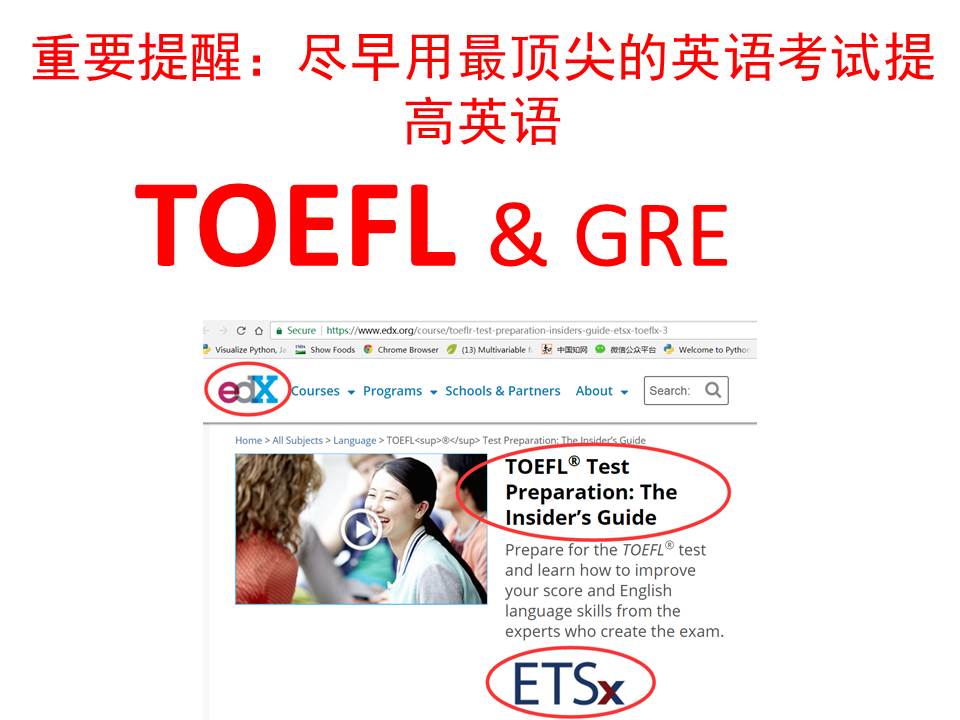 重要提醒：尽早用最顶尖的英语考试提
高英语
TOEFL & GRE
Secure | https://www.edx.org/course/toeflr-test-preparation-insiders-guide-etsx-toeflx-3
Visualize Python, Ja Show Foods Chrome Browser (13) Multivariable f 中国知网 微信公众平台 Welcome to Python
edX Courses Programs Schools & Partners About Search:
Home > All Subjects > Language > TOEFL<sup>®</sup> Test Preparation: The Insider's Guide
TOEFL® Test
Preparation: The
Insider's Guide
Prepare for the TOEFL® test
and learn how to improve
your score and English
language skills from the
experts who create the exam.
ETSx